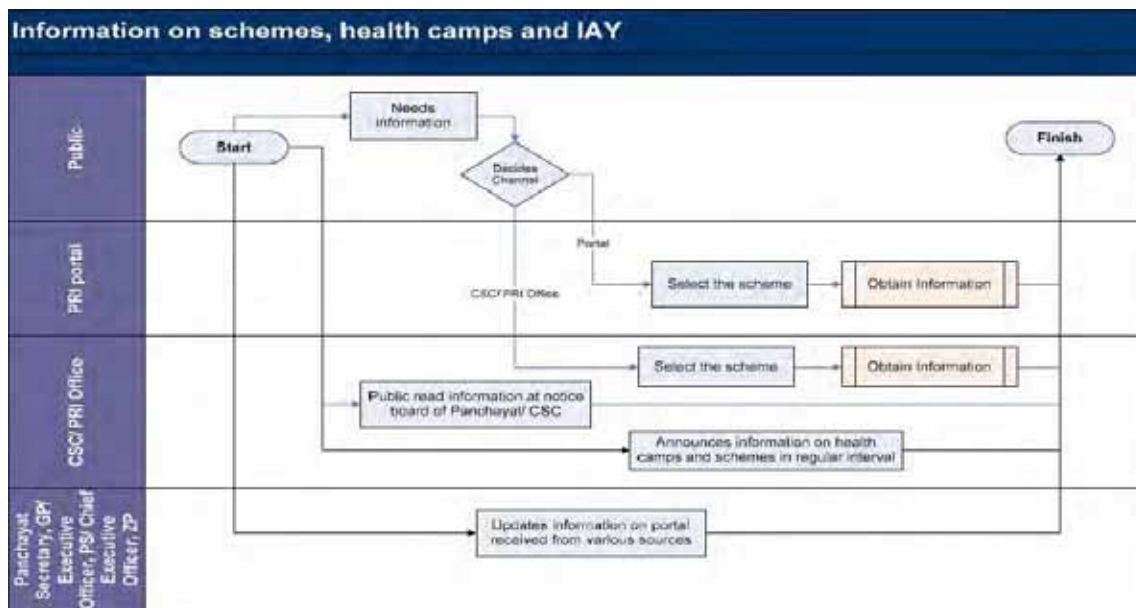 Information on schemes, health camps and IAY
Public
Needs
information
Start
Decides
Channel
Finish
PRI portal
Portal
CSC/ PRI Office
Select the scheme
Obtain Information
CSC/ PRI Office
Select the scheme
Obtain Information
Public read information at notice
board of Panchayat/ CSC
Announces information on health
camps and schemes in regular interval
Panchayat
Secretary, GP/
Executive
Officer, PS/ Chief
Executive
Officer, ZP
Updates information on portal
received from various sources